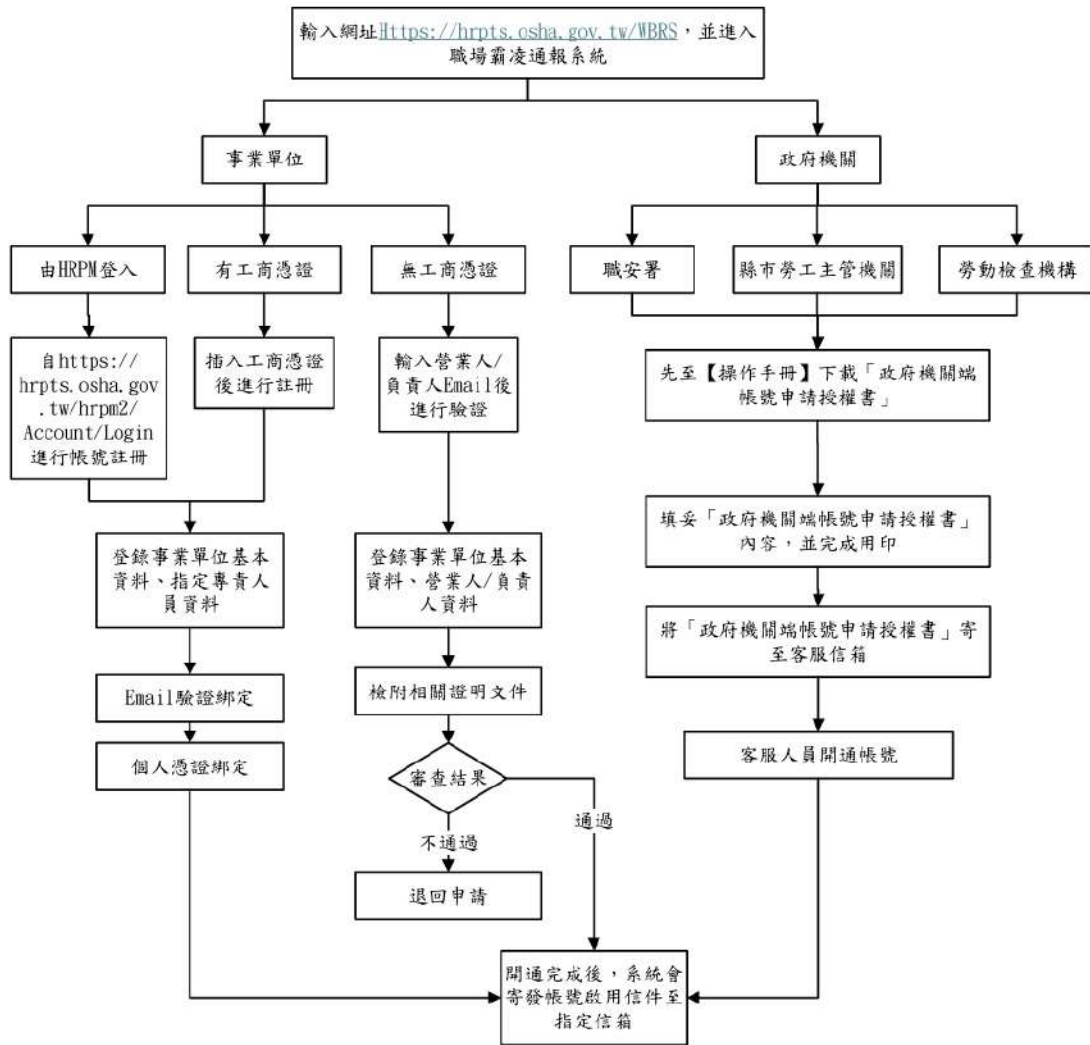 輸入網址Https://hrpts.osha.gov.tw/WBRS，並進入
職場霸凌通報系統
事業單位
政府機關
由HRPM登入
有工商憑證
無工商憑證
職安署
縣市勞工主管機關
勞動檢查機構
自https://
hrpts.osha.gov
.tw/hrpm2/
Account/Login
進行帳號註冊
插入工商憑證
後進行註冊
輸入營業人/
負責人Email後
進行驗證
先至【操作手冊】下載「政府機關端
帳號申請授權書」
登錄事業單位基本
資料、指定專責人
員資料
登錄事業單位基本
資料、營業人/負責
人資料
填妥「政府機關端帳號申請授權書」
內容，並完成用印
將「政府機關端帳號申請授權書」寄
至客服信箱
Email驗證綁定
檢附相關證明文件
個人憑證綁定
審查結果
客服人員開通帳號
通過
不通過
退回申請
開通完成後，系統會
寄發帳號啟用信件至
指定信箱